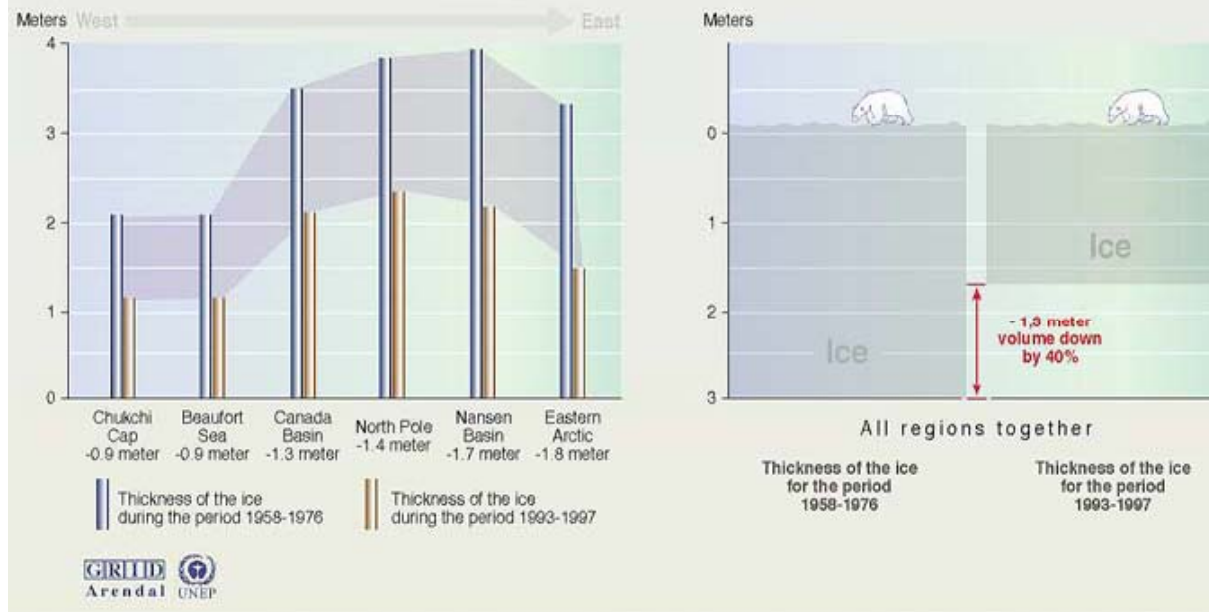 Meters West East
4
3
2
1
0
Chukchi
Cap
-0.9 meter
Beaufort
Sea
-0.9 meter
Canada
Basin
-1.3 meter
North Pole
-1.4 meter
Nansen
Basin
-1.7 meter
Eastern
Arctic
-1.8 meter
Thickness of the ice
during the period 1958-1976
Thickness of the ice
during the period 1993-1997
GRID
Arendal
UNEP
Meters
0
1
2
3
Ice
Ice
- 1,3 meter
volume down
by 40%
All regions together
Thickness of the ice
for the period
1958-1976
Thickness of the ice
for the period
1993-1997